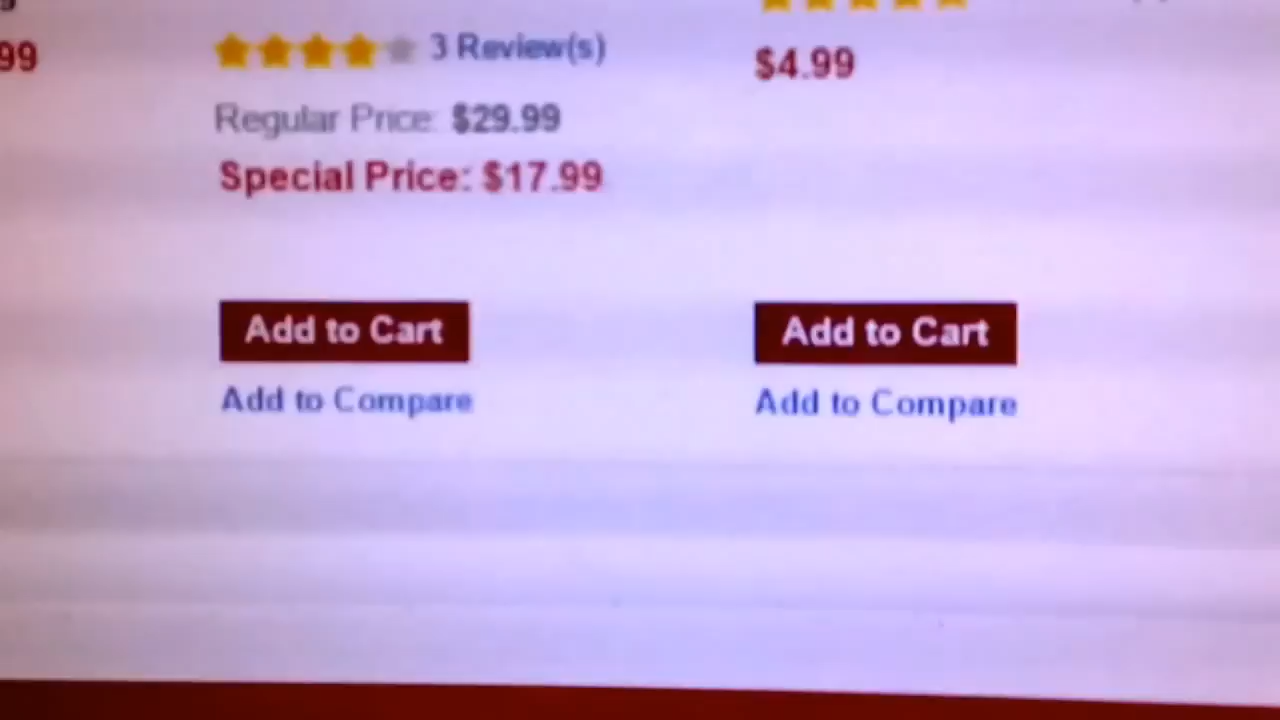 99
3 Review(s)
Regular Price: $29.99
Special Price: $17.99
Add to Cart
Add to Compare
$4.99
Add to Cart
Add to Compare